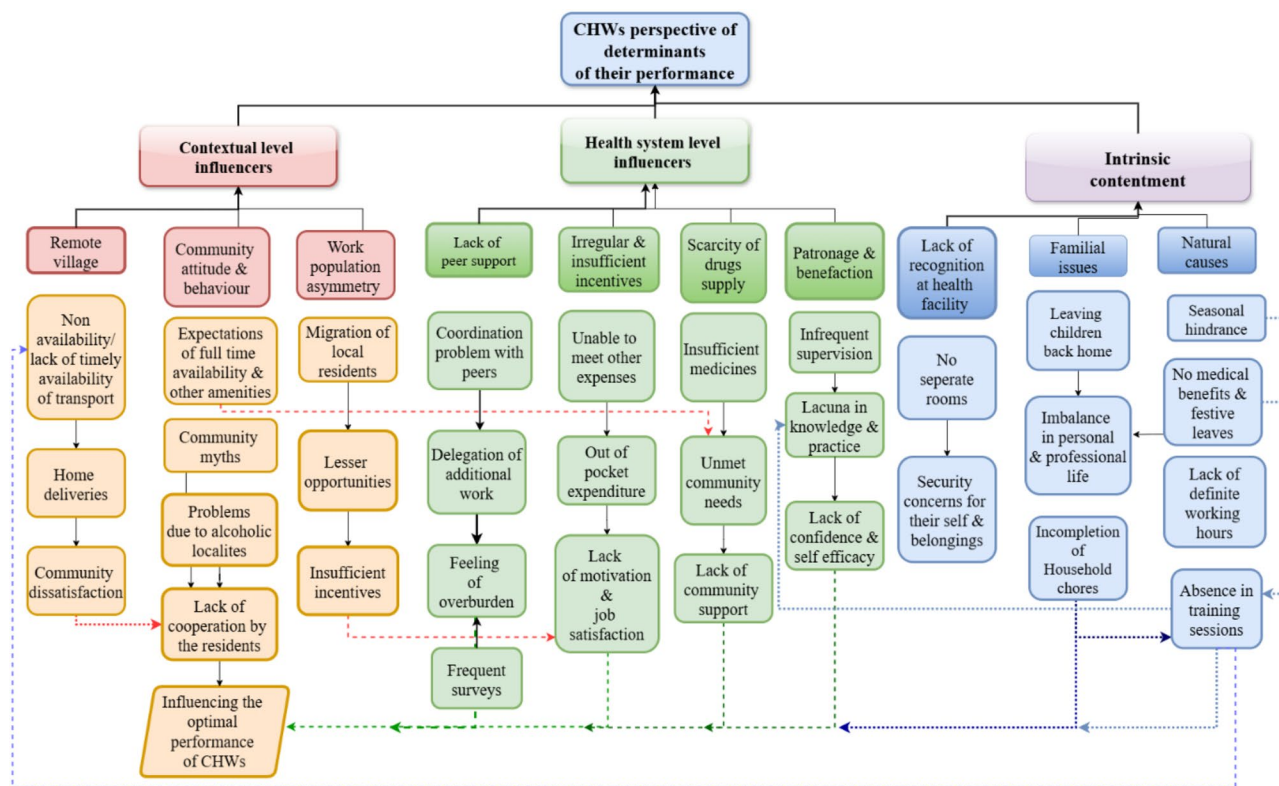 CHWs perspective of
determinants
of their performance
Contextual level
influencers
Health system level
influencers
Intrinsic
contentment
Remote
village
Community
attitude &
behaviour
Work
population
asymmetry
Lack of
peer support
Irregular &
insufficient
incentives
Scarcity of
drugs
supply
Patronage &
benefaction
Lack of
recognition
at health
facility
Familial
issues
Natural
causes
Non
availability/
lack of timely
availability
of transport
Expectations
of full time
availability &
other amenities
Migration of
local
residents
Coordination
problem with
peers
Unable to
meet other
expenses
Insufficient
medicines
Infrequent
supervision
No
seperate
rooms
Leaving
children
back home
Seasonal
hindrance
No medical
benefits &
festive
leaves
Community
myths
Lesser
opportunities
Delegation of
additional
work
Out of
pocket
expenditure
Unmet
community
needs
Lacuna in
knowledge &
practice
Imbalance
in personal
& professional
life
Home
deliveries
Problems
due to alcoholic
localites
Security
concerns for
their self &
belongings
Lack of
definite
working
hours
Lack of
confidence &
self efficacy
Community
dissatisfaction
Insufficient
incentives
Feeling
of
overburden
Lack
of motivation
&
job
satisfaction
Lack of
community
support
Incompletion
of
Household
chores
Absence in
training
sessions
Lack of
cooperation by
the residents
Frequent
surveys
Influencing the
optimal
performance
of CHWs